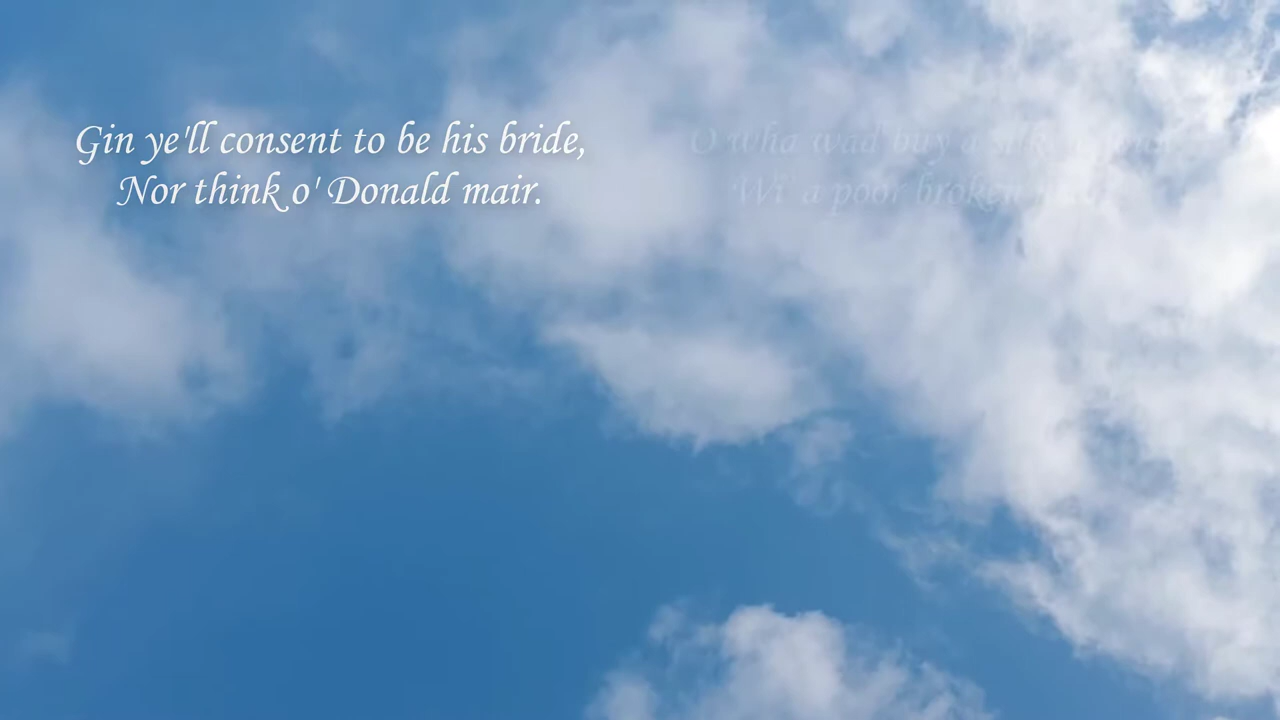 Gin ye'll consent to be his bride,
Nor think o' Donald mair.
O wha wad buy a
Wi' a poor broken